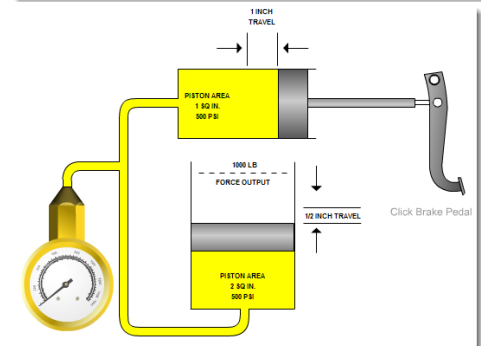 1 INCH
TRAVEL
PISTON AREA
1 SQ IN.
500 PSI
1000 LB
FORCE OUTPUT
1/2 INCH TRAVEL
Click Brake Pedal
PISTON AREA
2 SQ IN.
500 PSI